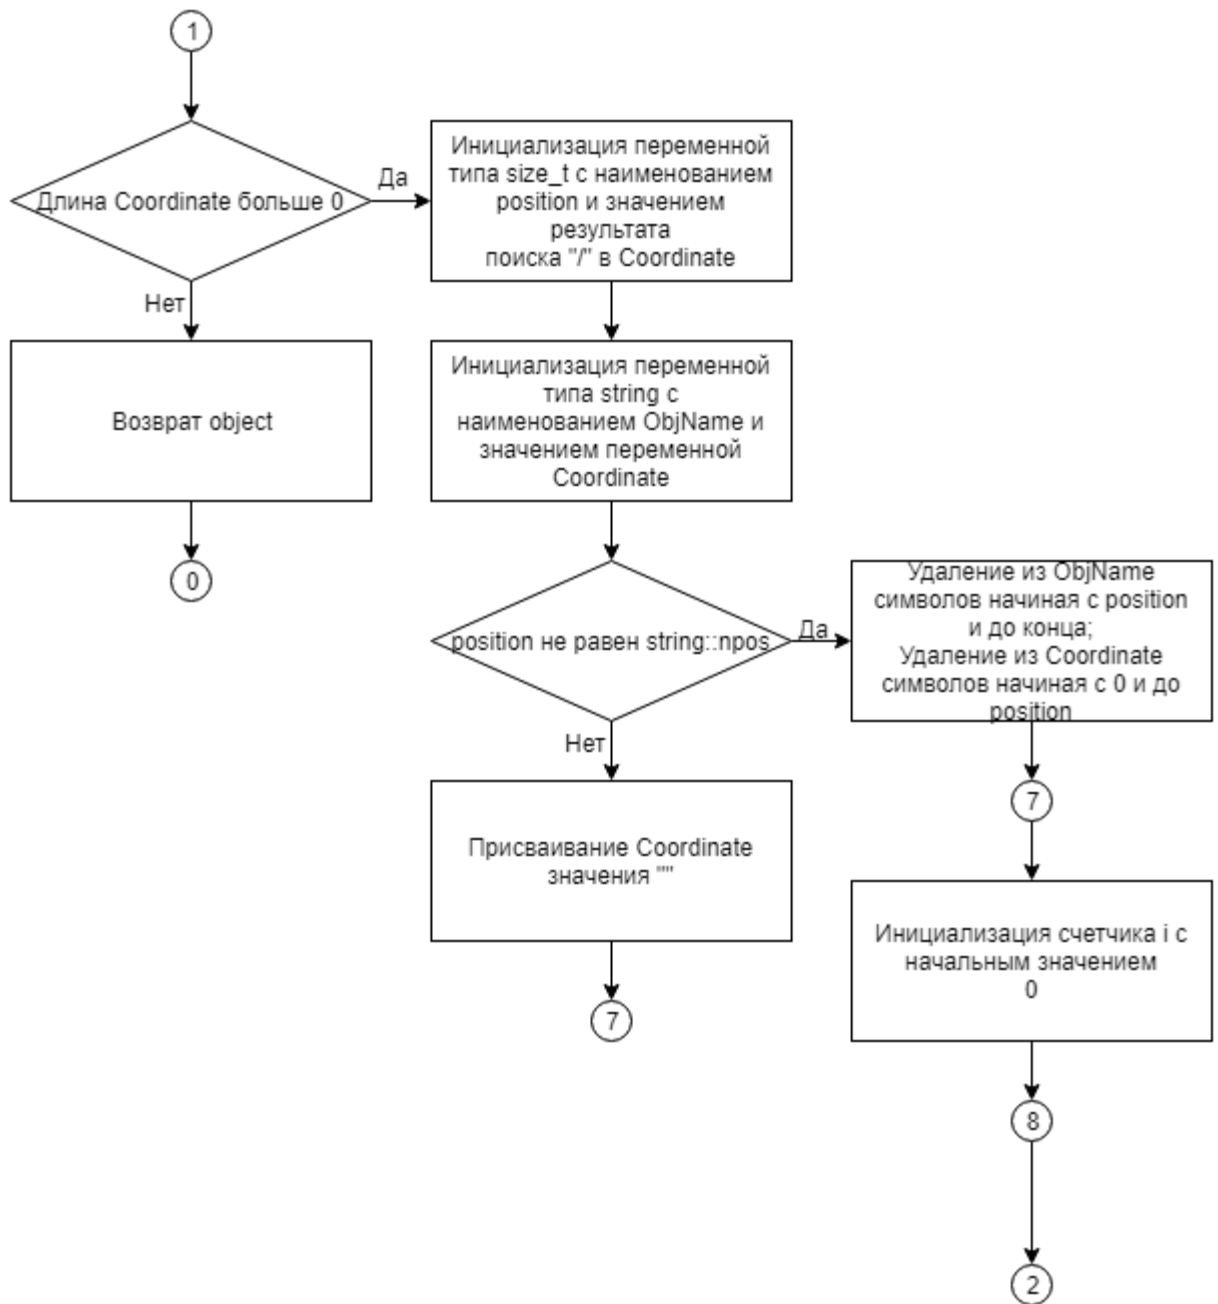 1
Длина Coordinate больше 0
Да
Инициализация переменной
типа size_t с наименованием
position и значением
результата
поиска "/" в Coordinate
Нет
Возврат object
0
Инициализация переменной
типа string с
наименованием ObjName и
значением переменной
Coordinate
position не равен string::npos
Да
Удаление из ObjName
символов начиная с position
и до конца;
Удаление из Coordinate
символов начиная с 0 и до
position
Нет
Присваивание Coordinate
значения ""
7
7
Инициализация счетчика i с
начальным значением
0
8
2